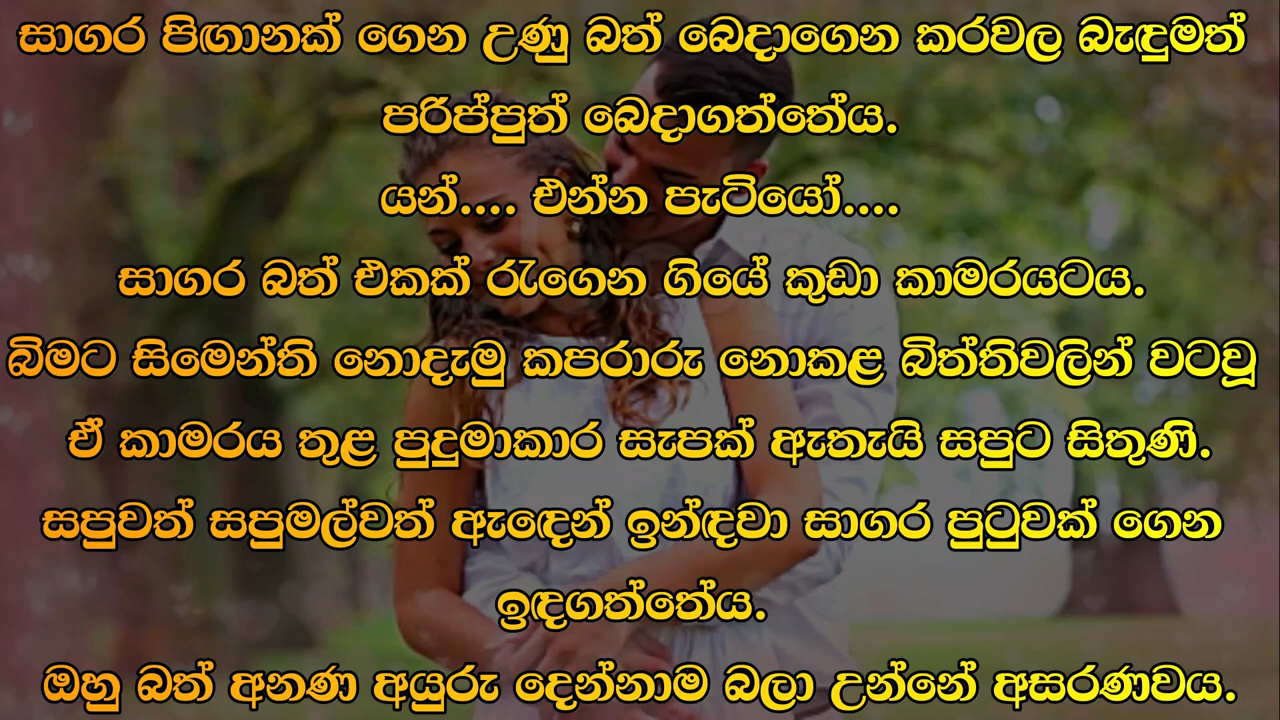 සාගර පිඟානක් ගෙන උණු බත් බෙදාගෙන කරවල බැඳුමත්
පරිප්පුත් බෙදාගත්තේය.
යන්.... එන්න පැටියෝ....
සාගර බත් එකක් රැගෙන ගියේ කුඩා කාමරයටය.
බිමට සිමෙන්ති නොදැමු කපරාරු නොකළ බිත්තිවලින් වටවූ
ඒ කාමරය තුළ පුදුමාකාර සැපක් ඇතැයි සපුට සිතුණි.
සපුවත් සපුමල්වත් ඇඳෙන් ඉන්දවා සාගර පුටුවක් ගෙන
ඉඳගත්තේය.
ඔහු බත් අනණ අයුරු දෙන්නාම බලා උන්නේ අසරණවය.